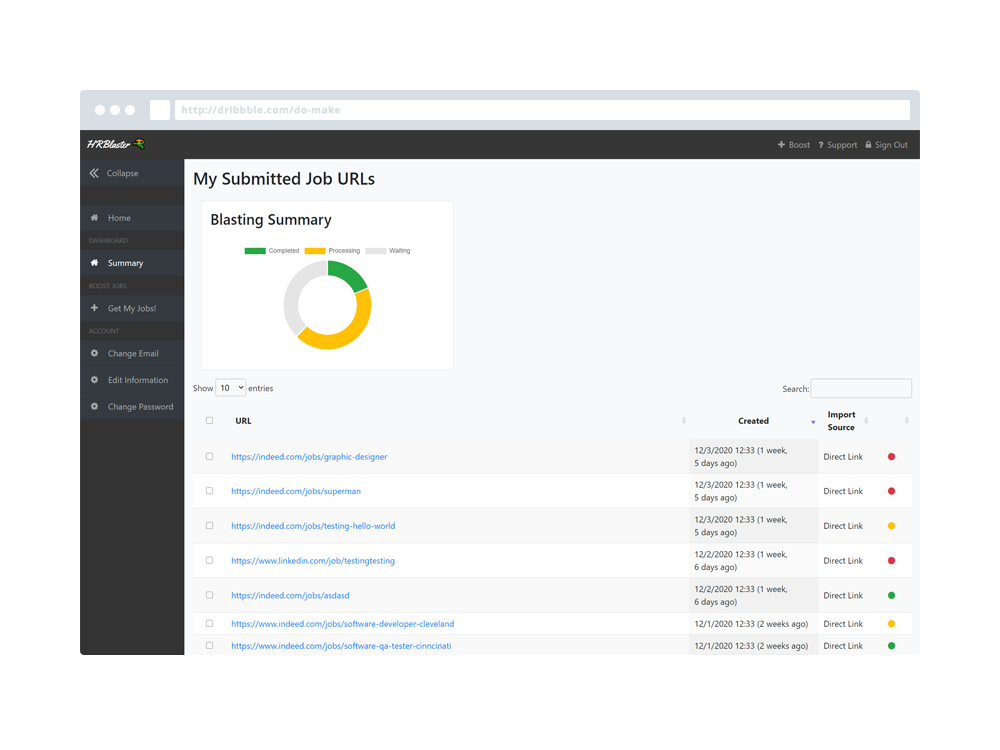 http://dribbble.com/do-make
HRBlaster
Boost
Support
Sign Out
Collapse
Home
DASHBOARD
Summary
BOOST JOBS
Get My Jobs!
ACCOUNT
Change Email
Edit Information
Change Password
My Submitted Job URLs
Blasting Summary
Completed Processing Waiting
Show 10 entries
Search:
URL Created Import
Source
https://indeed.com/jobs/graphic-designer 12/3/2020 12:33 (1 week, Direct Link
5 days ago)
https://indeed.com/jobs/superman 12/3/2020 12:33 (1 week, Direct Link
5 days ago)
https://indeed.com/jobs/testing-hello-world 12/3/2020 12:33 (1 week, Direct Link
5 days ago)
https://www.linkedin.com/job/testingtesting 12/2/2020 12:33 (1 week, Direct Link
6 days ago)
https://indeed.com/jobs/asdasd 12/2/2020 12:33 (1 week, Direct Link
6 days ago)
https://www.indeed.com/jobs/software-developer-cleveland 12/1/2020 12:33 (2 weeks ago) Direct Link
https://www.indeed.com/jobs/software-qa-tester-cinncinati 12/1/2020 12:33 (2 weeks ago) Direct Link